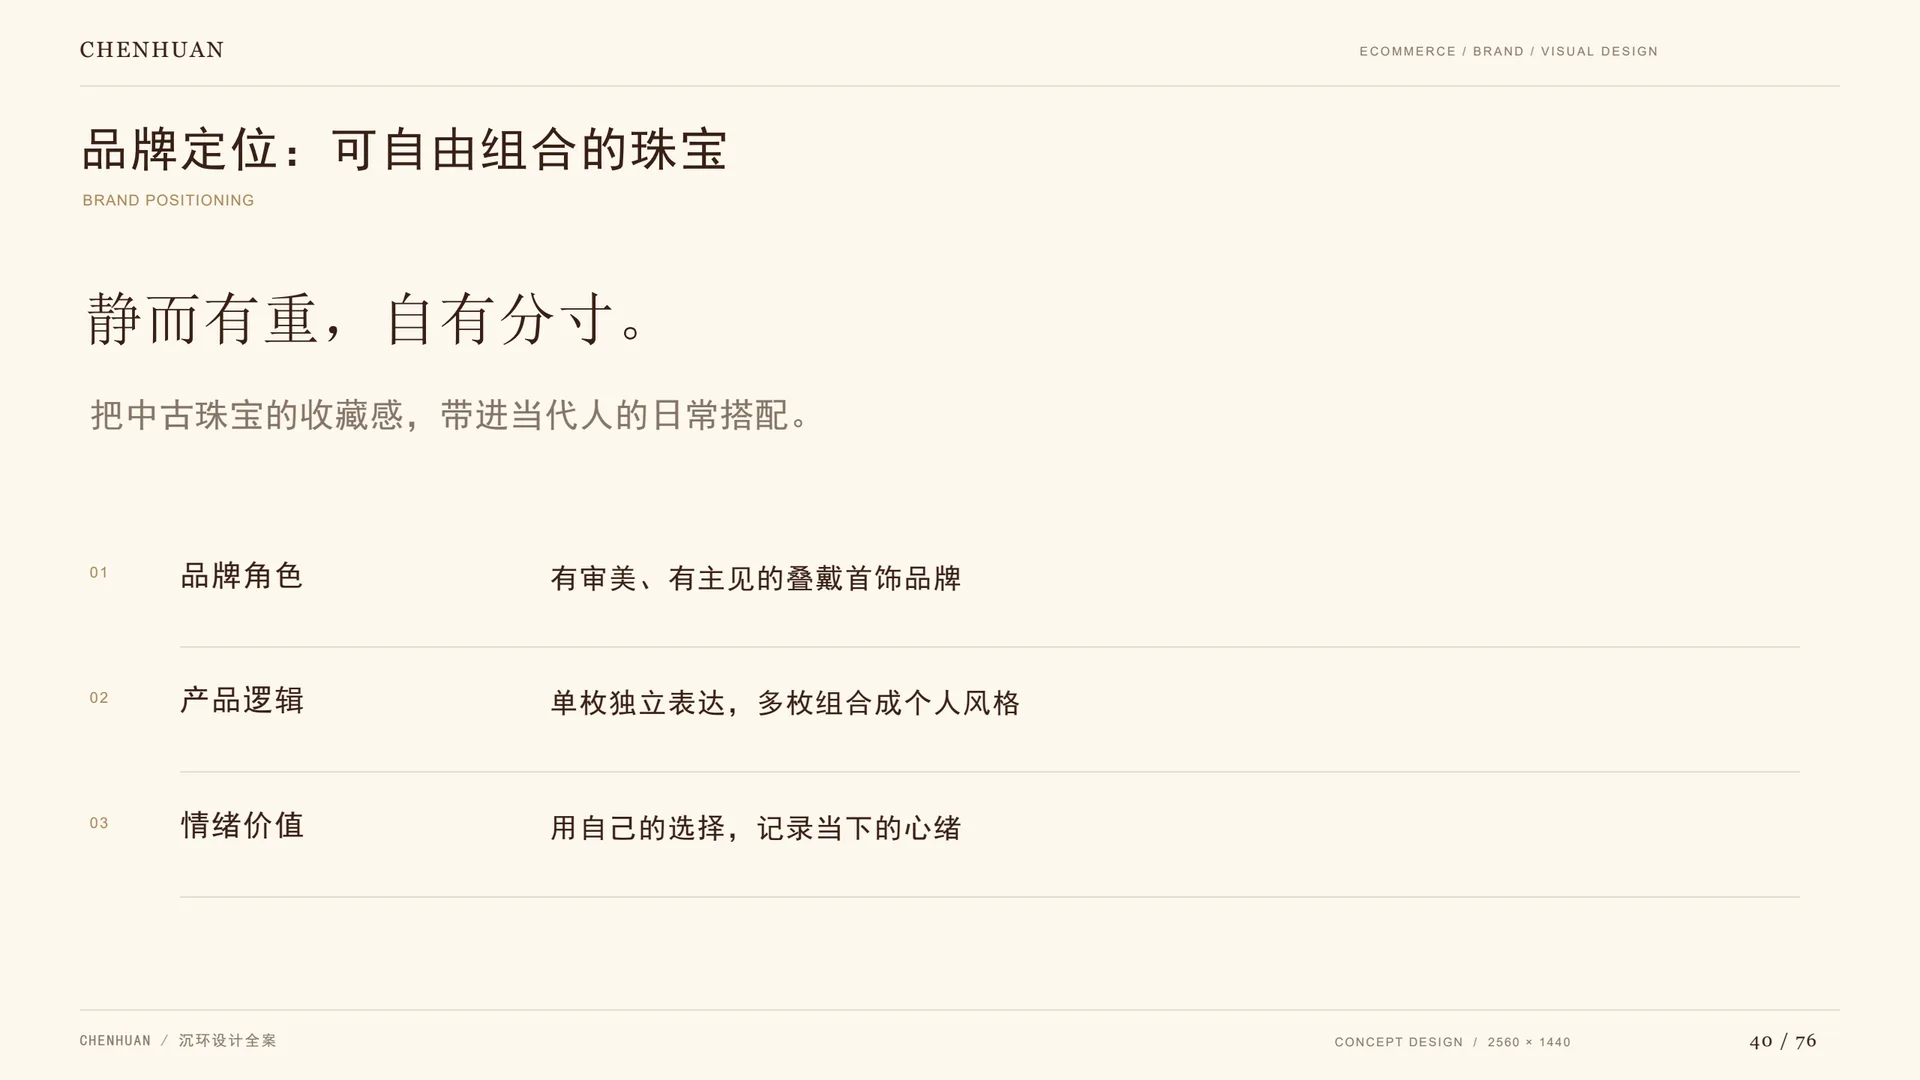 CHENHUAN
ECOMMERCE / BRAND / VISUAL DESIGN
品牌定位：可自由组合的珠宝
BRAND POSITIONING
静而有重，自有分寸。
把中古珠宝的收藏感，带进当代人的日常搭配。
01 品牌角色 有审美、有主见的叠戴首饰品牌
02 产品逻辑 单枚独立表达，多枚组合成个人风格
03 情绪价值 用自己的选择，记录当下的心绪
CHENHUAN / 沉环设计全案
CONCEPT DESIGN / 2560 × 1440
40 / 76